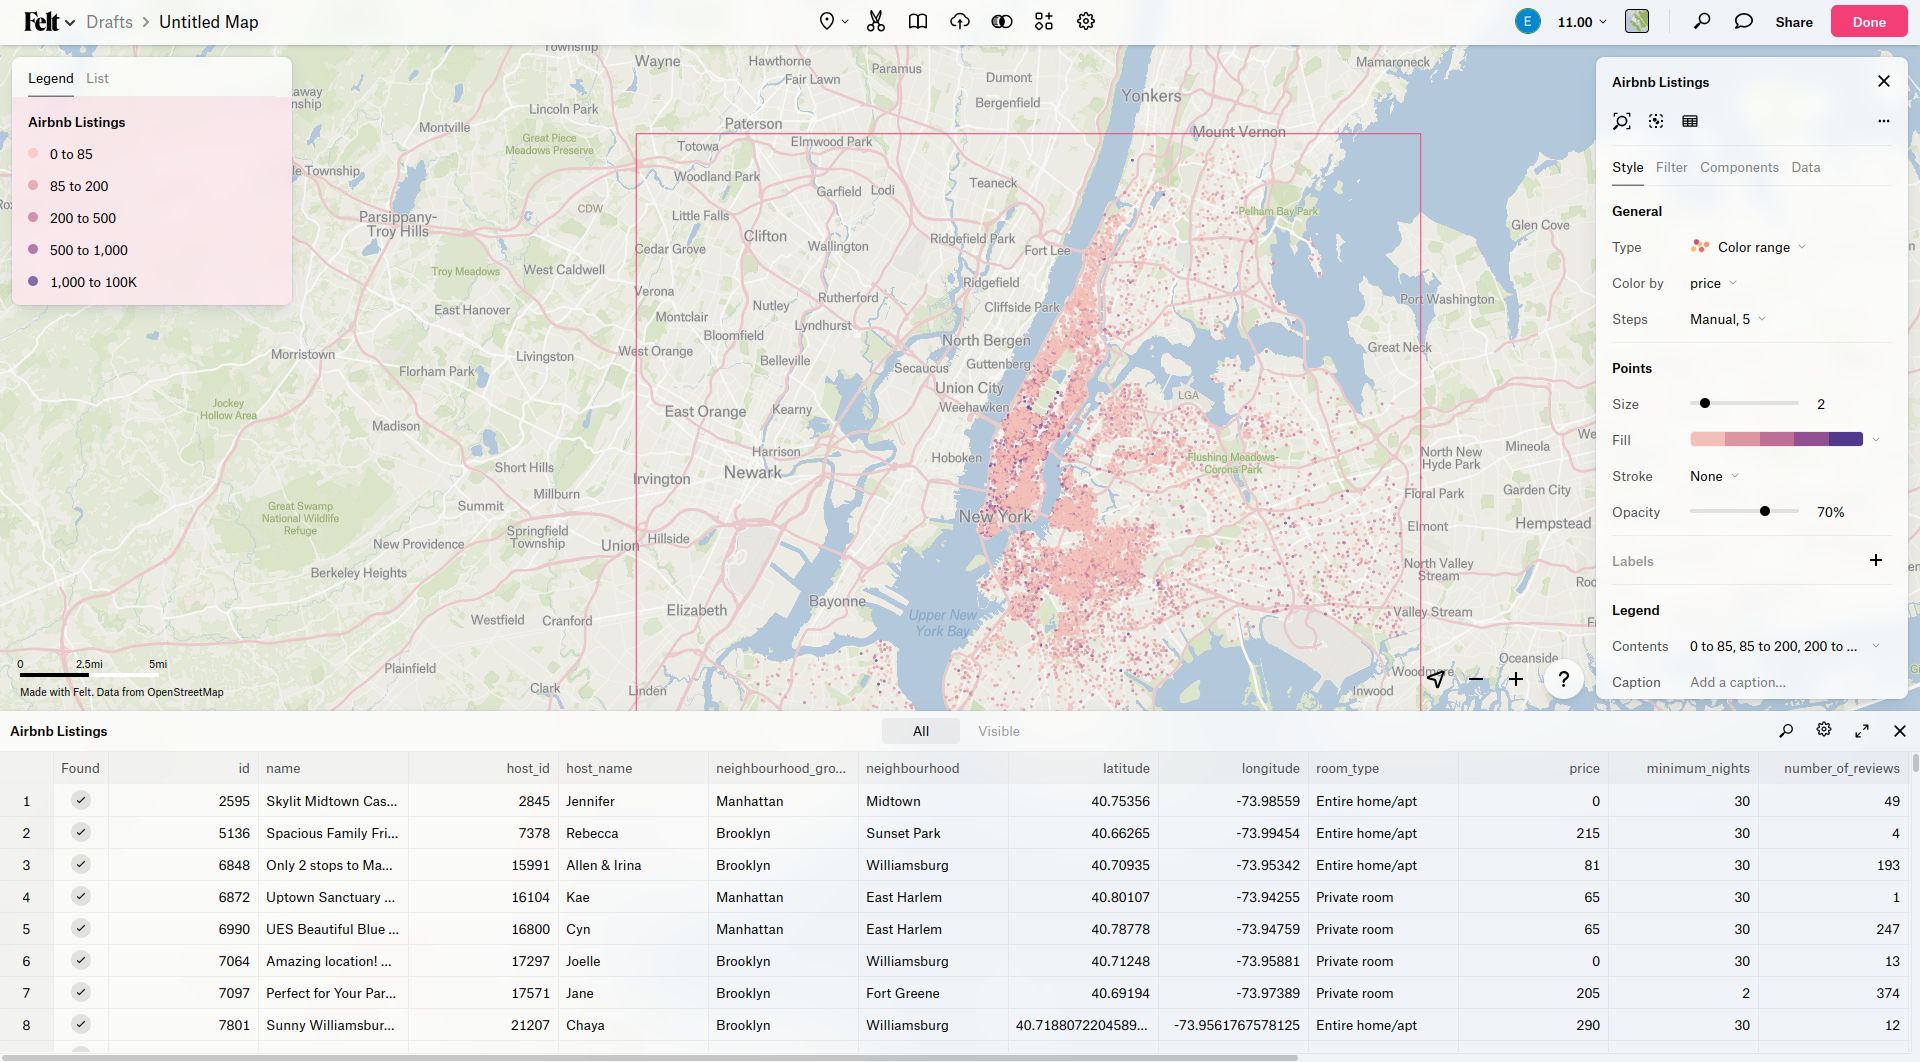 Felt Drafts > Untitled Map
E 11.00 Share Done
Legend List
Airbnb Listings
0 to 85
85 to 200
200 to 500
500 to 1,000
1,000 to 100K
Township
Wayne
Hawthorne
Fair Lawn
Paramus
Dumont
Bergenfield
Mamaroneck
Yonkers
Lincoln Park
Montville
Great Piece
Meadows Preserve
Paterson
Totowa
Elmwood Park
Mount Vernon
Woodland Park
Garfield
Lodi
Teaneck
Parsippany-
Troy Hills
CDW
Little Falls
Clifton
Wallington
Ridgefield Park
Fort Lee
Pelham Bay Park
Glen Cove
Cedar Grove
Troy Meadows
West Caldwell
Verona
Nutley
Rutherford
Ridgefield
Port Washington
East Hanover
Montclair
Bloomfield
Lyndhurst
Cliffside Park
Morristown
Livingston
West Orange
Belleville
North Bergen
Secaucus
Guttenberg
Great Neck
Florham Park
Union City
Weehawken
LGA
Jockey
Hollow Area
East Orange
Kearny
Madison
Harrison
Hoboken
Flushing Meadows-
Corona Park
Mineola
North New
Hyde Park
Short Hills
Newark
Irvington
Millburn
Floral Park
Garden City
Great Swamp
National Wildlife
Refuge
Summit
New York
Elmont
Hempstead
Springfield
Township
New Providence
Union
Hillside
Berkeley Heights
North Valley
Stream
Elizabeth
Bayonne
Upper New
York Bay
Valley Stream
Westfield
Cranford
Plainfield
Clark
Linden
Woodmere
Oceanside
Inwood
0 2.5mi 5mi
Made with Felt. Data from OpenStreetMap
?
Airbnb Listings
Style Filter Components Data
General
Type Color range
Color by price
Steps Manual, 5
Points
Size 2
Fill
Stroke None
Opacity 70%
Labels
Legend
Contents 0 to 85, 85 to 200, 200 to ...
Caption Add a caption...
Airbnb Listings All Visible
Found id name host_id host_name neighbourhood_gro... neighbourhood latitude longitude room_type price minimum_nights number_of_reviews
1 2595 Skylit Midtown Cas... 2845 Jennifer Manhattan Midtown 40.75356 -73.98559 Entire home/apt 0 30 49
2 5136 Spacious Family Fri... 7378 Rebecca Brooklyn Sunset Park 40.66265 -73.99454 Entire home/apt 215 30 4
3 6848 Only 2 stops to Ma... 15991 Allen & Irina Brooklyn Williamsburg 40.70935 -73.95342 Entire home/apt 81 30 193
4 6872 Uptown Sanctuary ... 16104 Kae Manhattan East Harlem 40.80107 -73.94255 Private room 65 30 1
5 6990 UES Beautiful Blue ... 16800 Cyn Manhattan East Harlem 40.78778 -73.94759 Private room 65 30 247
6 7064 Amazing location! ... 17297 Joelle Brooklyn Williamsburg 40.71248 -73.95881 Private room 0 30 13
7 7097 Perfect for Your Par... 17571 Jane Brooklyn Fort Greene 40.69194 -73.97389 Private room 205 2 374
8 7801 Sunny Williamsbur... 21207 Chaya Brooklyn Williamsburg 40.7188072204589... -73.9561767578125 Entire home/apt 290 30 12